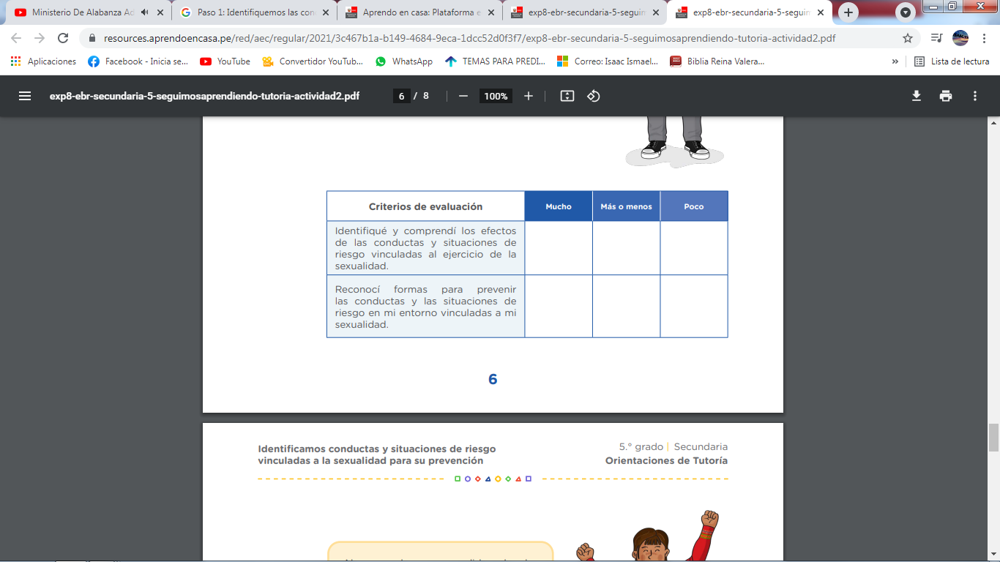 Ministerio De Alabanza Ad
Paso 1: Identifiquemos las con
Aprendo en casa: Plataforma e
exp8-ebr-secundaria-5-seguim
exp8-ebr-secundaria-5-seguim
resources.aprendoencasa.pe/red/aec/regular/2021/3c467b1a-b149-4684-9eca-1dcc52d0f3f7/exp8-ebr-secundaria-5-seguimosaprendiendo-tutoria-actividad2.pdf
Aplicaciones
Facebook - Inicia se...
YouTube
Convertidor YouTub...
WhatsApp
TEMAS PARA PREDI...
Correo: Isaac Ismael...
Biblia Reina Valera...
»
Lista de lectura
exp8-ebr-secundaria-5-seguimosaprendiendo-tutoria-actividad2.pdf
6 / 8
100%
Criterios de evaluación
Mucho
Más o menos
Poco
Identifiqué y comprendí los efectos
de las conductas y situaciones de
riesgo vinculadas al ejercicio de la
sexualidad.
Reconocí formas para prevenir
las conductas y las situaciones de
riesgo en mi entorno vinculadas a mi
sexualidad.
6
Identificamos conductas y situaciones de riesgo
vinculadas a la sexualidad para su prevención
5.° grado | Secundaria
Orientaciones de Tutoría